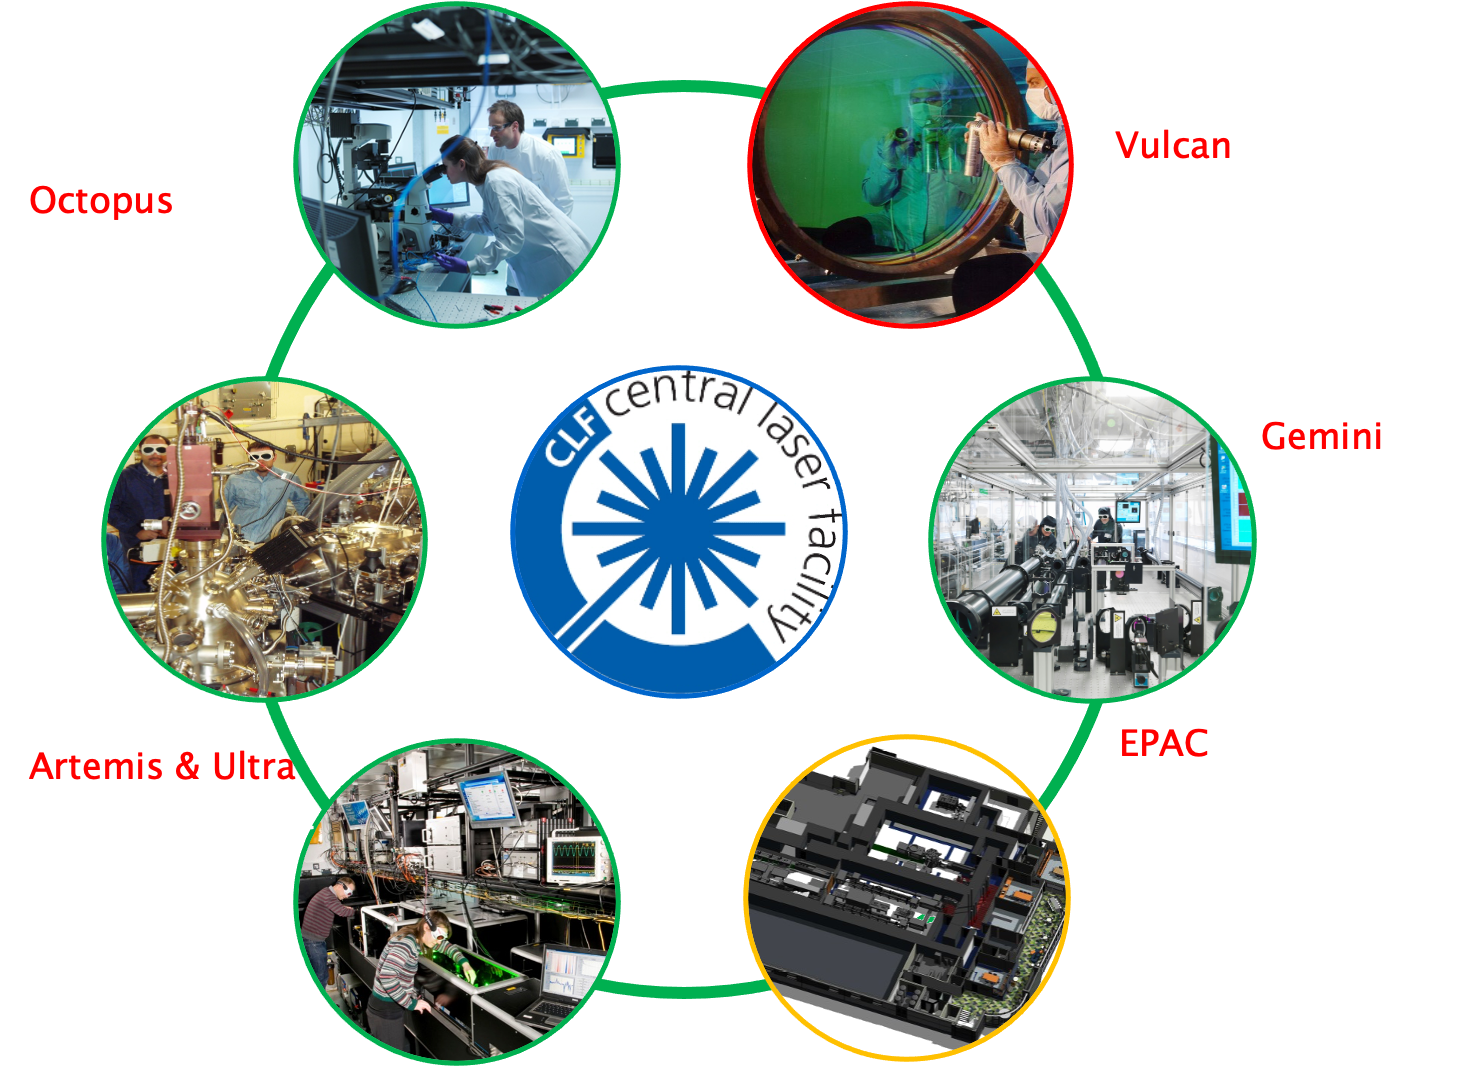 Octopus
Vulcan
CLF central laser facility
Gemini
Artemis & Ultra
EPAC